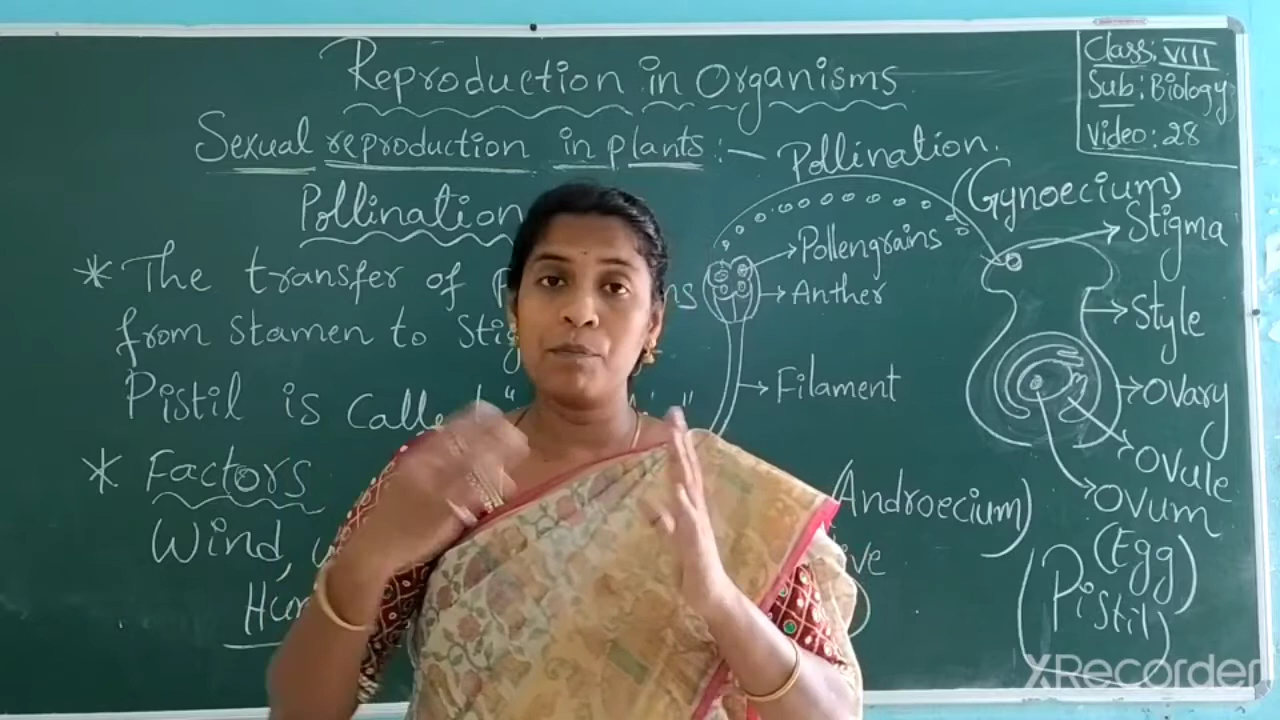 Reproduction in Organisms
Class: VIII
Sub: Biology
Video: 28
Sexual reproduction in plants:- Pollination.
Pollination
* The transfer of
from Stamen to
Pistil is
* Factors
Wind,
Pollengrains
Anther
Filament
Androecium)
(Gynoecium)
Stigma
Style
Ovary
Ovule
Ovum
(Egg)
(Pistil)
XRecorder